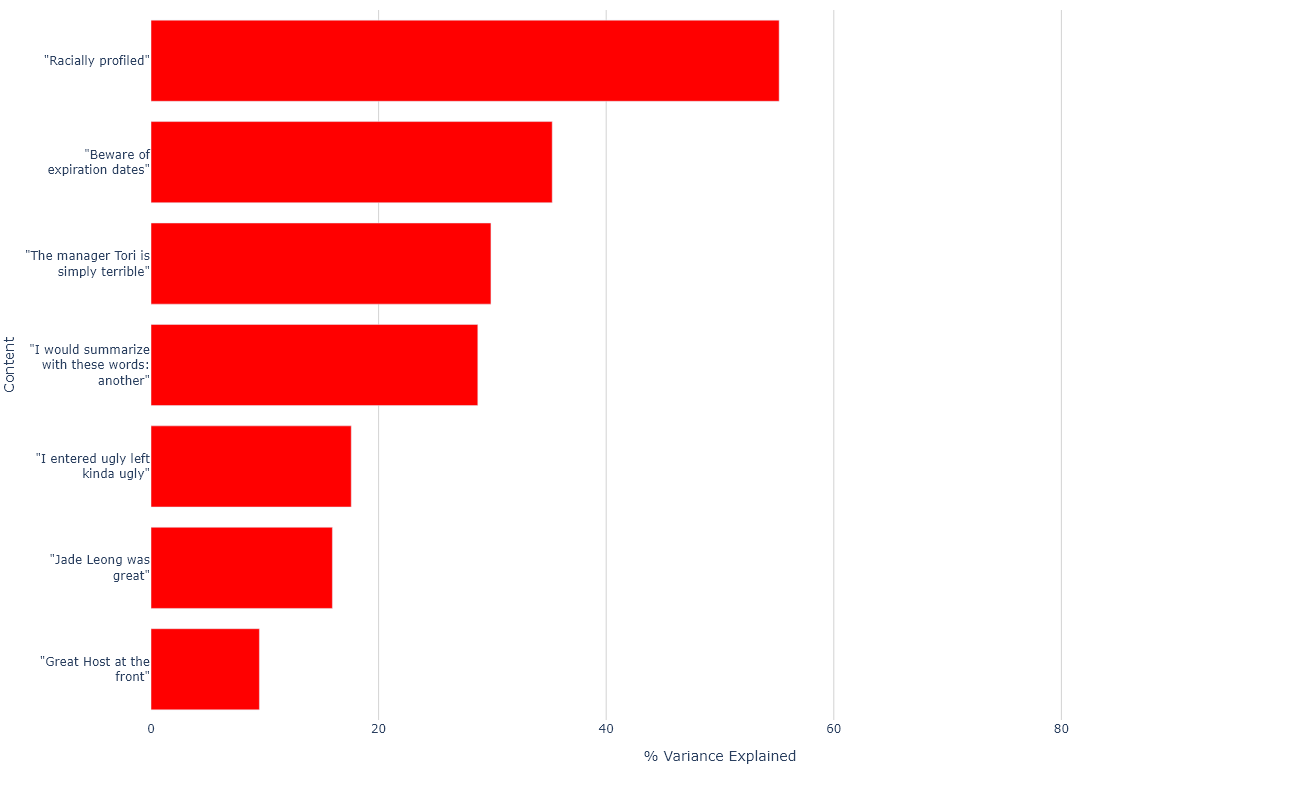 "Racially profiled"
"Beware of
expiration dates"
"The manager Tori is
simply terrible"
"I would summarize
with these words:
another"
"I entered ugly left
kinda ugly"
"Jade Leong was
great"
"Great Host at the
front"
Content
0 20 40 60 80
% Variance Explained